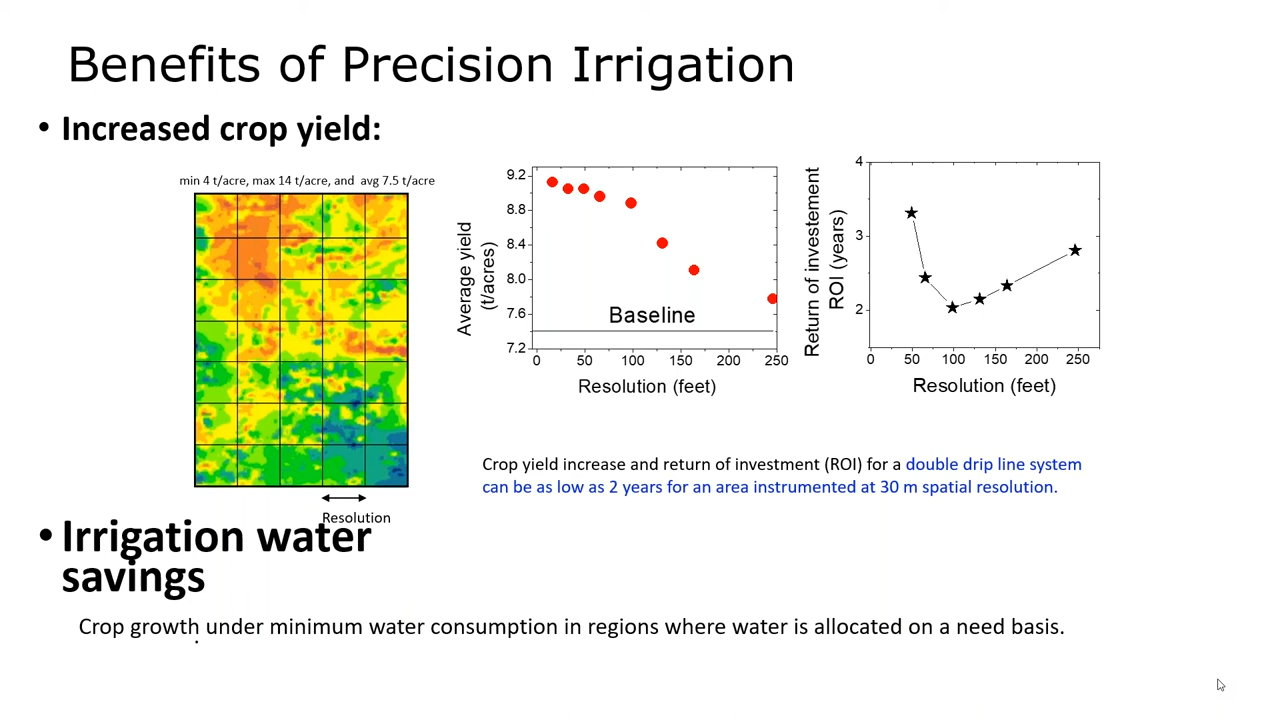 Benefits of Precision Irrigation
• Increased crop yield:
min 4 t/acre, max 14 t/acre, and avg 7.5 t/acre
Resolution
Average yield
(t/acres)
9.2
8.8
8.4
8.0
7.6
7.2
Baseline
0 50 100 150 200 250
Resolution (feet)
Return of investement
ROI (years)
4
3
2
0 50 100 150 200 250
Resolution (feet)
Crop yield increase and return of investment (ROI) for a double drip line system
can be as low as 2 years for an area instrumented at 30 m spatial resolution.
• Irrigation water
savings
Crop growth under minimum water consumption in regions where water is allocated on a need basis.
.